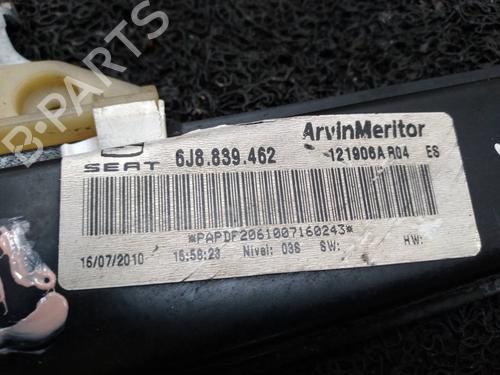 B-PARTS
SEAT
6J8.839.462
ArvinMeritor
121906A R04 ES
*PAPDF2061007160243*
16/07/2010 15:58:23 Nivel: 03S SW: HW: